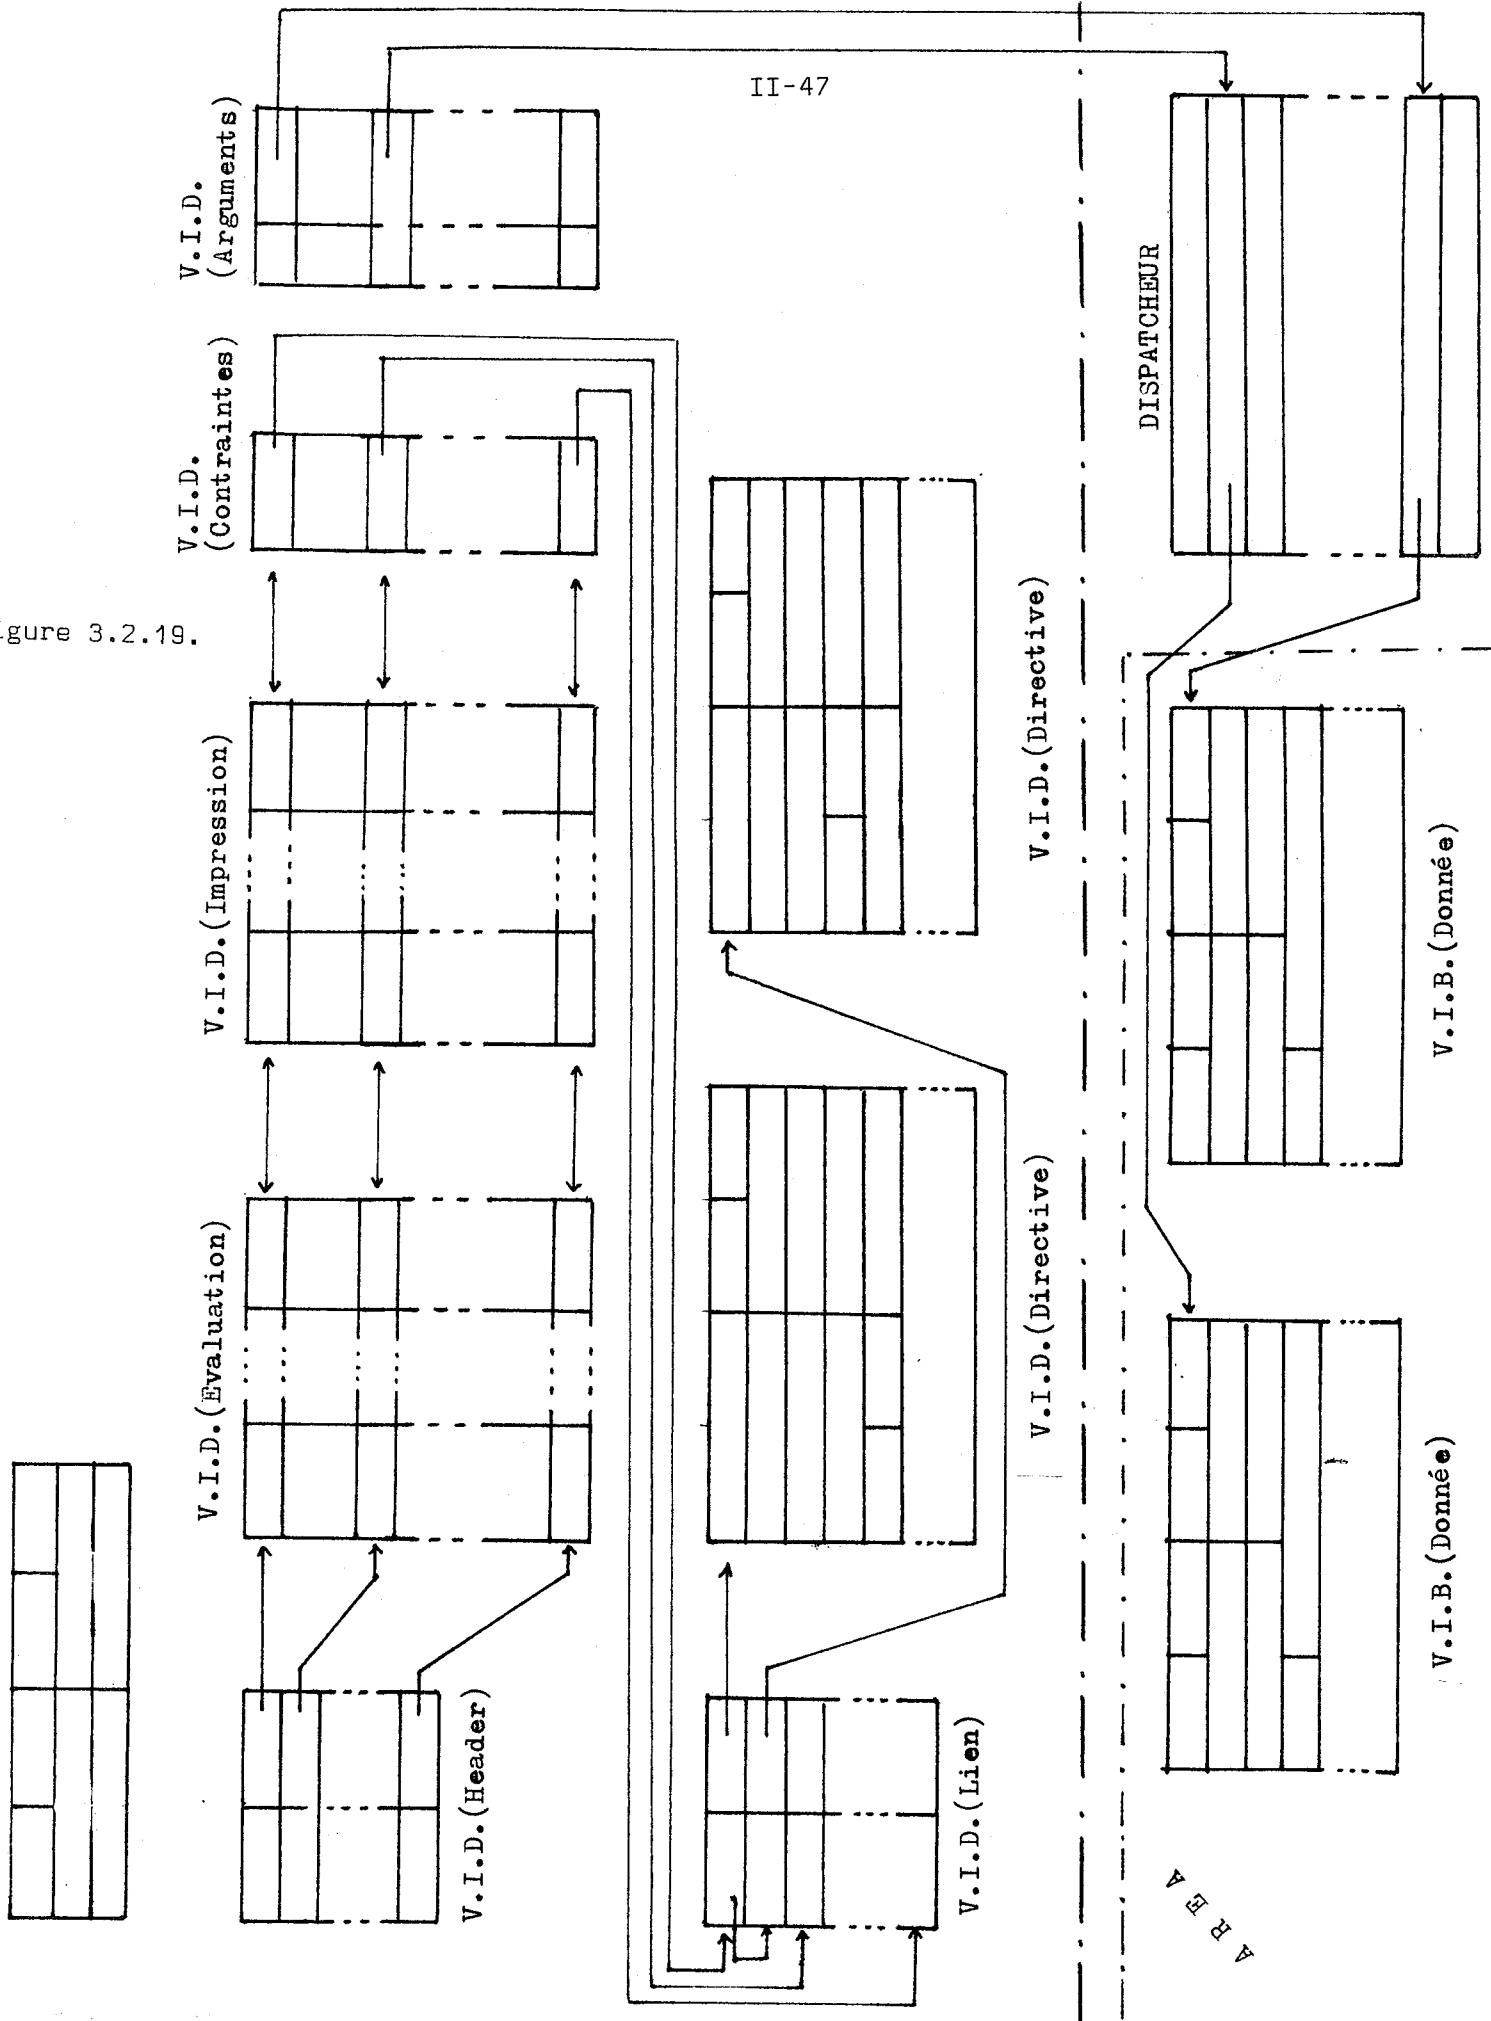 II-47
igure 3.2.19.
V.I.D.(Header)
V.I.D.(Evaluation)
V.I.D.(Impression)
V.I.D.
(Contraintes)
V.I.D.
(Arguments)
V.I.D.(Lien)
V.I.D.(Directive)
V.I.D.(Directive)
AREA
V.I.B.(Donnée)
V.I.B.(Donnée)
DISPATCHEUR